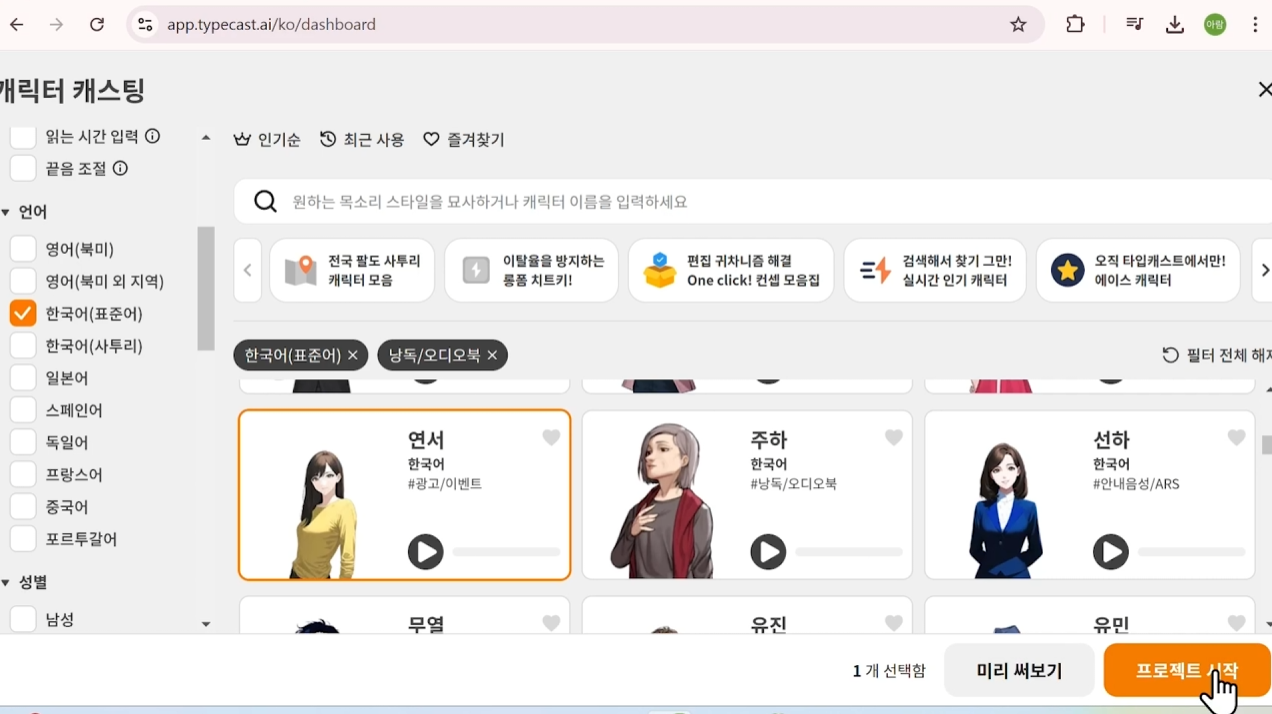 app.typecast.ai/ko/dashboard
아람
캐릭터 캐스팅
읽는 시간 입력
끝음 조절
언어
영어(북미)
영어(북미 외 지역)
한국어(표준어)
한국어(사투리)
일본어
스페인어
독일어
프랑스어
중국어
포르투갈어
성별
남성
인기순 최근 사용 즐겨찾기
원하는 목소리 스타일을 묘사하거나 캐릭터 이름을 입력하세요
전국 팔도 사투리
캐릭터 모음
이탈율을 방지하는
롱폼 치트키!
편집 귀차니즘 해결
One click! 컨셉 모음집
검색해서 찾기 그만!
실시간 인기 캐릭터
오직 타입캐스트에서만!
에이스 캐릭터
한국어(표준어) 낭독/오디오북
필터 전체 해제
연서
한국어
#광고/이벤트
주하
한국어
#낭독/오디오북
선하
한국어
#안내음성/ARS
무열
유진
유민
1 개 선택함
미리 써보기
프로젝트 시작